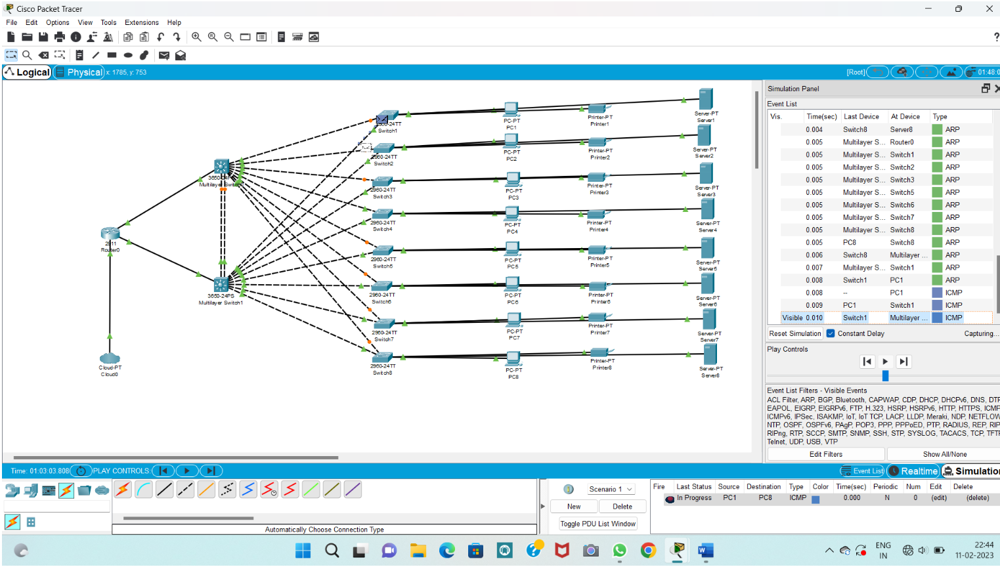 Cisco Packet Tracer
File Edit Options View Tools Extensions Help
?
Logical Physical x: 1785, y: 753
[Root] 01:48:0
2960-24TT
Switch1
2960-24TT
Switch2
2960-24TT
Switch3
2960-24TT
Switch4
2960-24TT
Switch5
2960-24TT
Switch6
2960-24TT
Switch7
2960-24TT
Switch8
PC-PT
PC1
PC-PT
PC2
PC-PT
PC3
PC-PT
PC4
PC-PT
PC5
PC-PT
PC6
PC-PT
PC7
PC-PT
PC8
Printer-PT
Printer1
Printer-PT
Printer2
Printer-PT
Printer3
Printer-PT
Printer4
Printer-PT
Printer5
Printer-PT
Printer6
Printer-PT
Printer7
Printer-PT
Printer8
Server-PT
Server1
Server-PT
Server2
Server-PT
Server3
Server-PT
Server4
Server-PT
Server5
Server-PT
Server6
Server-PT
Server7
Server-PT
Server8
Multilayer
3650-24PS
Multilayer Switch1
2911
Router0
Cloud-PT
Cloud0
Simulation Panel
Event List
Vis. Time(sec) Last Device At Device Type
0.004 Switch8 Server8 ARP
0.005 Multilayer S... Router0 ARP
0.005 Multilayer S... Switch1 ARP
0.005 Multilayer S... Switch2 ARP
0.005 Multilayer S... Switch3 ARP
0.005 Multilayer S... Switch5 ARP
0.005 Multilayer S... Switch6 ARP
0.005 Multilayer S... Switch7 ARP
0.005 Multilayer S... Switch8 ARP
0.005 PC8 Switch8 ARP
0.006 Switch8 Multilayer ... ARP
0.007 Multilayer S... Switch1 ARP
0.008 Switch1 PC1 ARP
0.008 -- PC1 ICMP
0.009 PC1 Switch1 ICMP
Visible 0.010 Switch1 Multilayer ... ICMP
Reset Simulation Constant Delay Capturing...
Play Controls
Event List Filters - Visible Events
ACL Filter, ARP, BGP, Bluetooth, CAPWAP, CDP, DHCP, DHCPv6, DNS, DTP
EAPOL, EIGRP, EIGRPv6, FTP, H.323, HSRP, HSRPv6, HTTP, HTTPS, ICMP
ICMPv6, IPSec, ISAKMP, IoT, IoT TCP, LACP, LLDP, Meraki, NDP, NETFLOW
NTP, OSPF, OSPFv6, PAgP, POP3, PPP, PPPoED, PTP, RADIUS, REP, RIP
RIPng, RTP, SCCP, SMTP, SNMP, SSH, STP, SYSLOG, TACACS, TCP, TFT
Telnet, UDP, USB, VTP
Edit Filters Show All/None
Time: 01:03:03.808 PLAY CONTROLS: Event List Realtime Simulation
Automatically Choose Connection Type
Scenario 1
New Delete
Toggle PDU List Window
Fire Last Status Source Destination Type Color Time(sec) Periodic Num Edit Delete
In Progress PC1 PC8 ICMP 0.000 N 0 (edit) (delete)
ENG
IN
22:44
11-02-2023